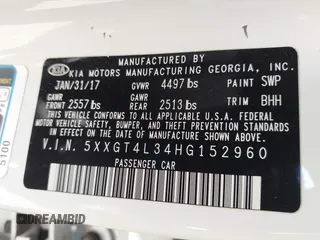 KIA MANUFACTURED BY
KIA MOTORS MANUFACTURING GEORGIA, INC.
JAN/31/17 GVWR 4497 lbs PAINT SWP
GAWR GAWR
FRONT 2557 lbs REAR 2513 lbs TRIM BHH
THIS VEHICLE CONFORMS TO ALL APPLICABLE U.S. FEDERAL MOTOR VEHICLE
SAFETY, BUMPER, AND THEFT PREVENTION STANDARDS IN EFFECT ON THE
DATE OF MANUFACTURE SHOWN ABOVE.
V.I.N. 5XXGT4L34HG152960
PASSENGER CAR
5100
DREAMBID